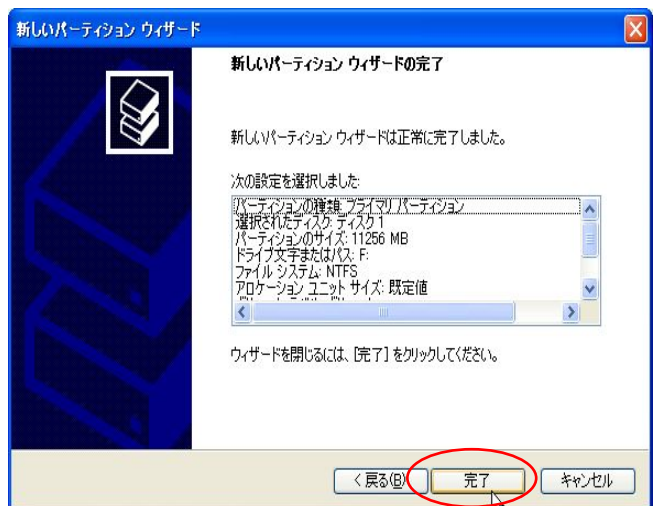 新しいパーティション ウィザード
新しいパーティション ウィザードの完了
新しいパーティション ウィザードは正常に完了しました。
次の設定を選択しました:
パーティションの種類: プライマリ パーティション
選択されたディスク: ディスク 1
パーティションのサイズ: 11256 MB
ドライブ文字またはパス: F:
ファイル システム: NTFS
アロケーション ユニット サイズ: 既定値
ウィザードを閉じるには、[完了] をクリックしてください。
< 戻る(B)
完了
キャンセル